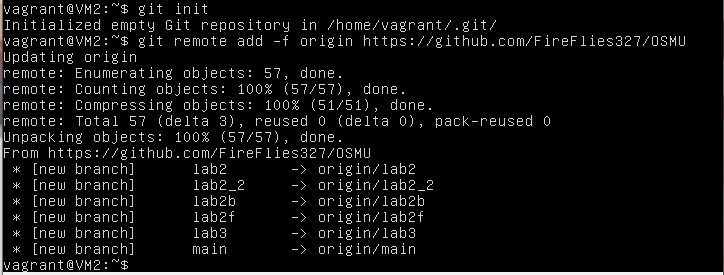 vagrant@VM2:~$ git init
Initialized empty Git repository in /home/vagrant/.git/
vagrant@VM2:~$ git remote add -f origin https://github.com/FireFlies327/OSMU
Updating origin
remote: Enumerating objects: 57, done.
remote: Counting objects: 100% (57/57), done.
remote: Compressing objects: 100% (51/51), done.
remote: Total 57 (delta 3), reused 0 (delta 0), pack-reused 0
Unpacking objects: 100% (57/57), done.
From https://github.com/FireFlies327/OSMU
 * [new branch]      lab2       -> origin/lab2
 * [new branch]      lab2_2     -> origin/lab2_2
 * [new branch]      lab2b      -> origin/lab2b
 * [new branch]      lab2f      -> origin/lab2f
 * [new branch]      lab3       -> origin/lab3
 * [new branch]      main       -> origin/main
vagrant@VM2:~$